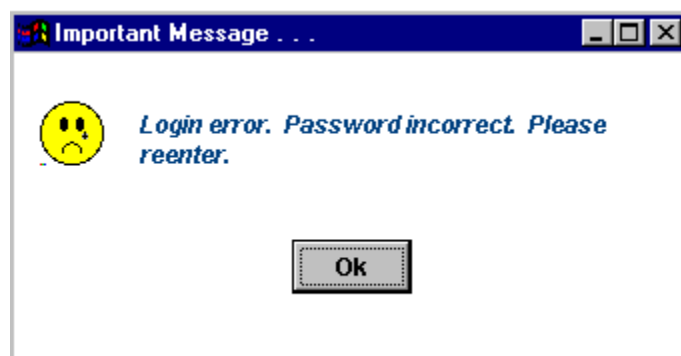 Important Message . . .
Login error.  Password incorrect.  Please
reenter.
Ok